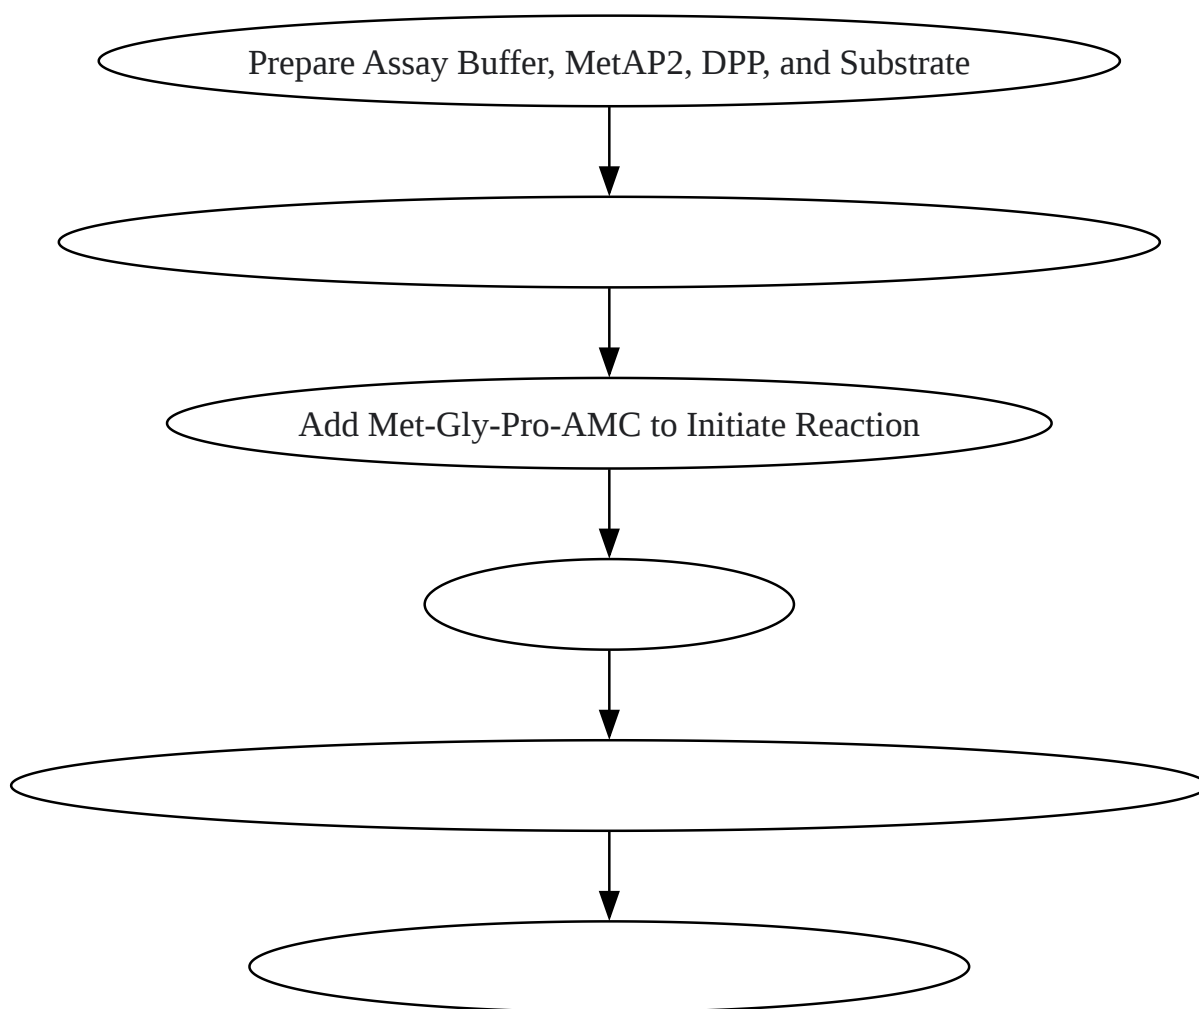 Prepare Assay Buffer, MetAP2, DPP, and Substrate
Add Met-Gly-Pro-AMC to Initiate Reaction